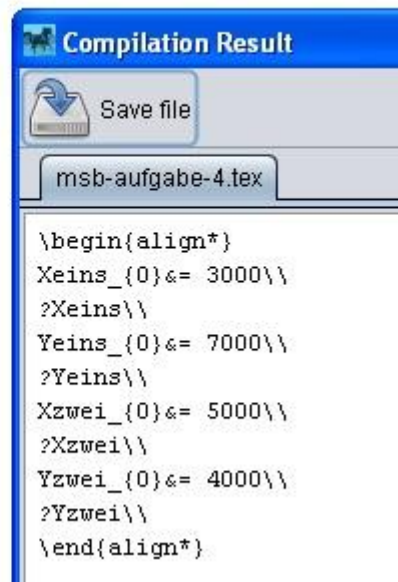 Compilation Result
Save file
msb-aufgabe-4.tex
\begin{align*}
Xeins_{0}&= 3000\\
?Xeins\\
Yeins_{0}&= 7000\\
?Yeins\\
Xzwei_{0}&= 5000\\
?Xzwei\\
Yzwei_{0}&= 4000\\
?Yzwei\\
\end{align*}